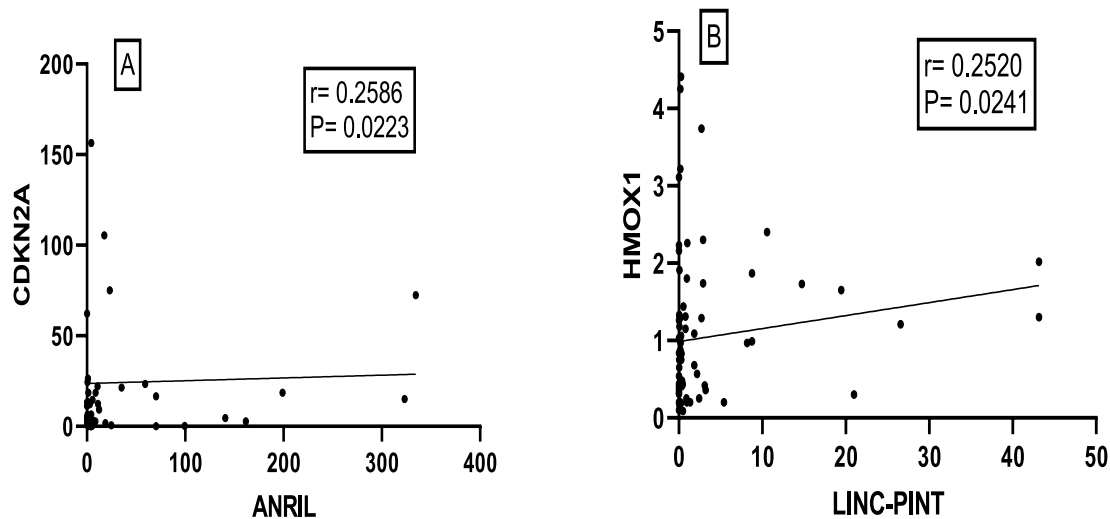 A
r= 0.2586
P= 0.0223
CDKN2A
200
150
100
50
0
0 100 200 300 400
ANRIL
B
r= 0.2520
P= 0.0241
HMOX1
5
4
3
2
1
0
0 10 20 30 40 50
LINC-PINT